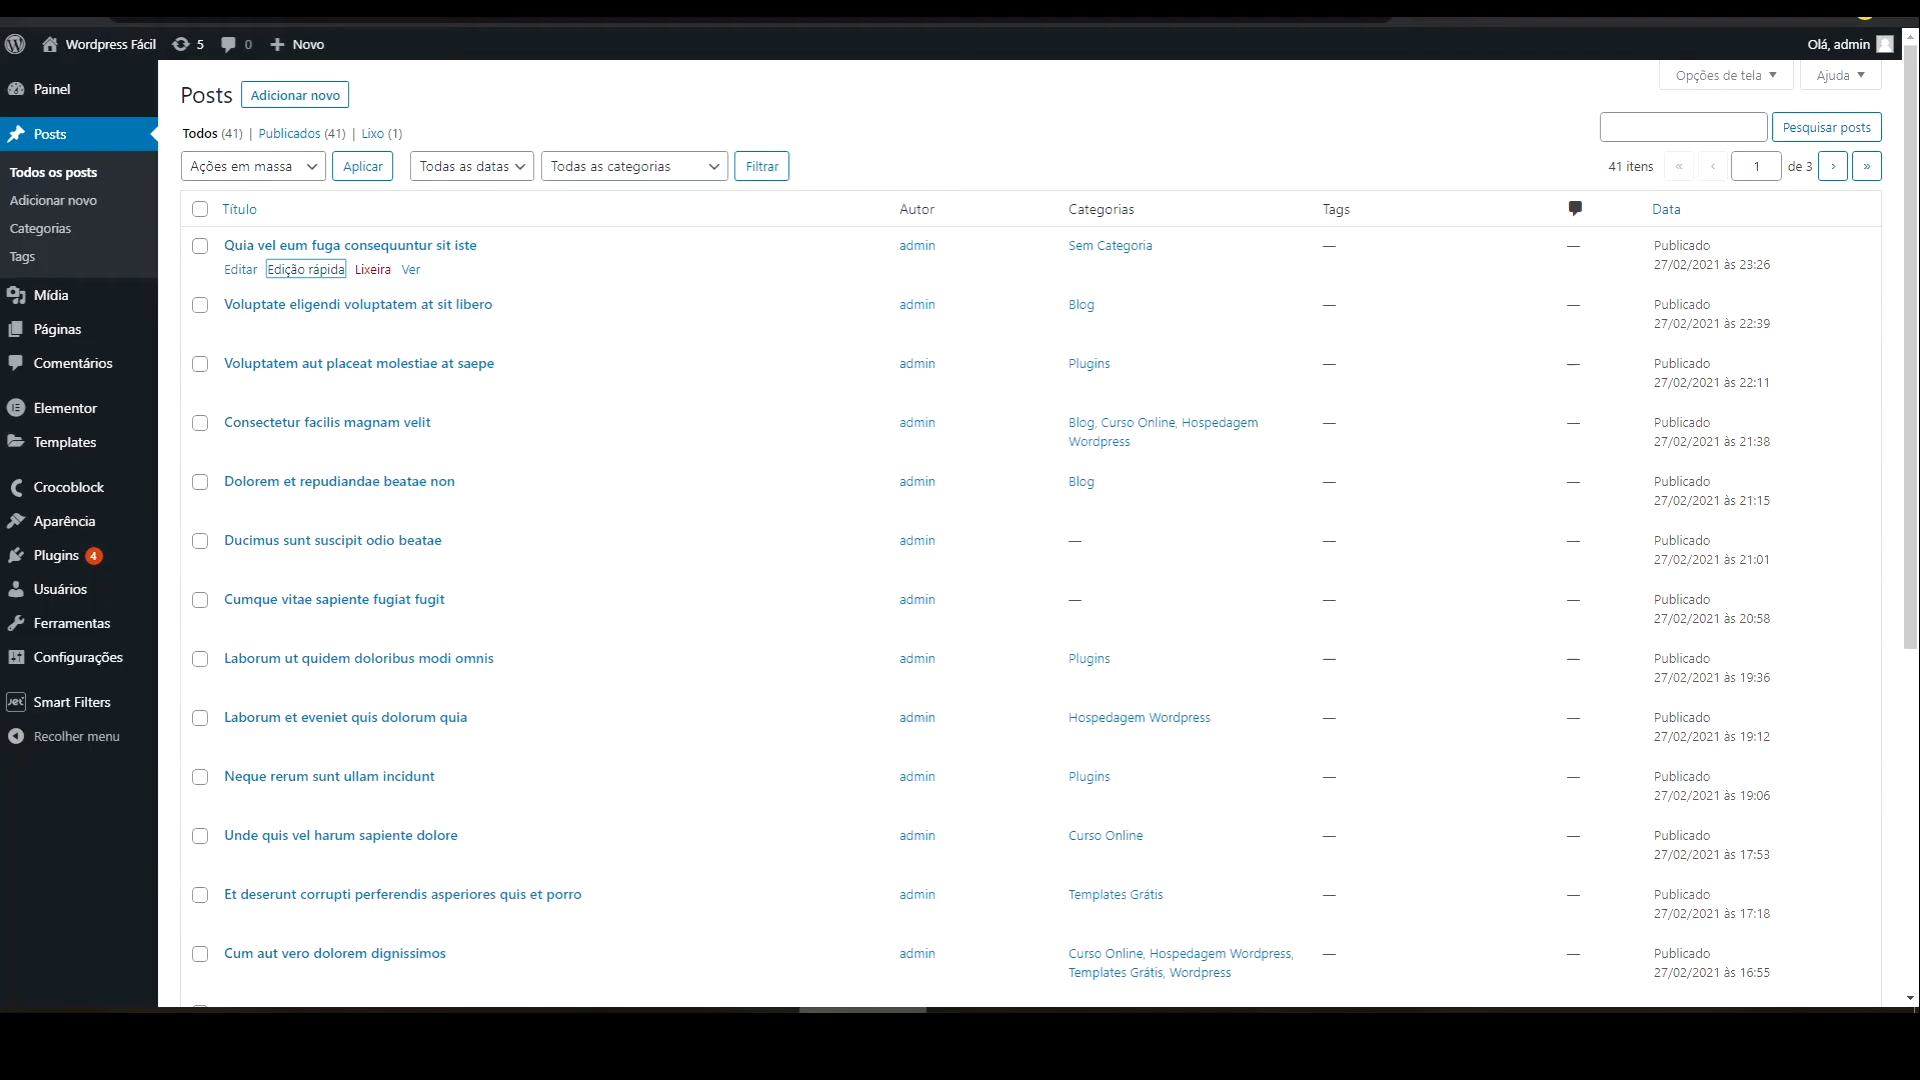 Wordpress Fácil 5 0 Novo Olá, admin
Painel
Posts
Todos os posts
Adicionar novo
Categorias
Tags
Mídia
Páginas
Comentários
Elementor
Templates
Crocoblock
Aparência
Plugins 4
Usuários
Ferramentas
Configurações
Jet Smart Filters
Recolher menu
Opções de tela Ajuda
Posts Adicionar novo
Todos (41) | Publicados (41) | Lixo (1)
Pesquisar posts
Ações em massa Aplicar Todas as datas Todas as categorias Filtrar
41 itens « ‹ 1 de 3 › »
Título Autor Categorias Tags Data
Quia vel eum fuga consequuntur sit iste admin Sem Categoria — — Publicado
Editar Edição rápida Lixeira Ver 27/02/2021 às 23:26
Voluptate eligendi voluptatem at sit libero admin Blog — — Publicado
27/02/2021 às 22:39
Voluptatem aut placeat molestiae at saepe admin Plugins — — Publicado
27/02/2021 às 22:11
Consectetur facilis magnam velit admin Blog, Curso Online, Hospedagem — — Publicado
Wordpress 27/02/2021 às 21:38
Dolorem et repudiandae beatae non admin Blog — — Publicado
27/02/2021 às 21:15
Ducimus sunt suscipit odio beatae admin — — — Publicado
27/02/2021 às 21:01
Cumque vitae sapiente fugiat fugit admin — — — Publicado
27/02/2021 às 20:58
Laborum ut quidem doloribus modi omnis admin Plugins — — Publicado
27/02/2021 às 19:36
Laborum et eveniet quis dolorum quia admin Hospedagem Wordpress — — Publicado
27/02/2021 às 19:12
Neque rerum sunt ullam incidunt admin Plugins — — Publicado
27/02/2021 às 19:06
Unde quis vel harum sapiente dolore admin Curso Online — — Publicado
27/02/2021 às 17:53
Et deserunt corrupti perferendis asperiores quis et porro admin Templates Grátis — — Publicado
27/02/2021 às 17:18
Cum aut vero dolorem dignissimos admin Curso Online, Hospedagem Wordpress, — — Publicado
Templates Grátis, Wordpress 27/02/2021 às 16:55